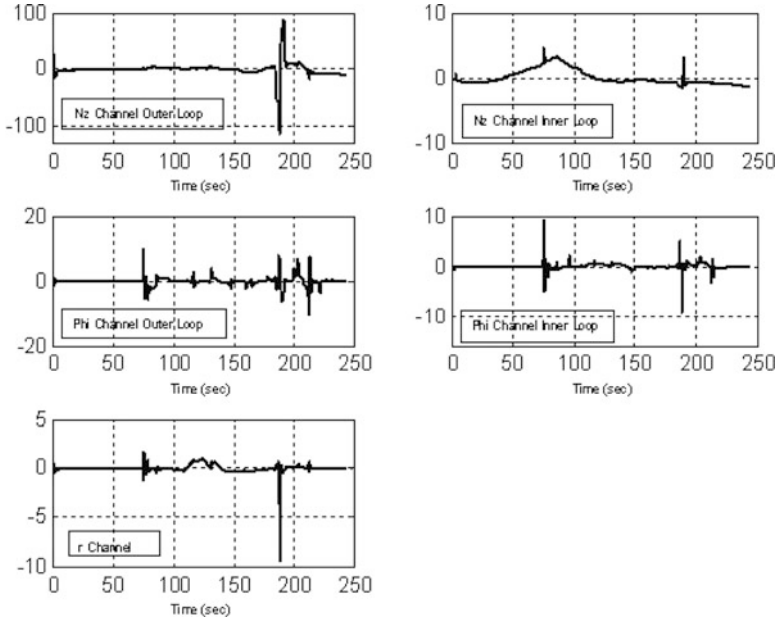 100
0
-100
Nz Channel Outer Loop
0 50 100 150 200 250
Time (sec)
10
0
-10
Nz Channel Inner Loop
0 50 100 150 200 250
Time (sec)
20
0
-20
Phi Channel Outer Loop
0 50 100 150 200 250
Time (sec)
10
0
-10
Phi Channel Inner Loop
0 50 100 150 200 250
Time (sec)
5
0
-5
-10
r Channel
0 50 100 150 200 250
Time (sec)